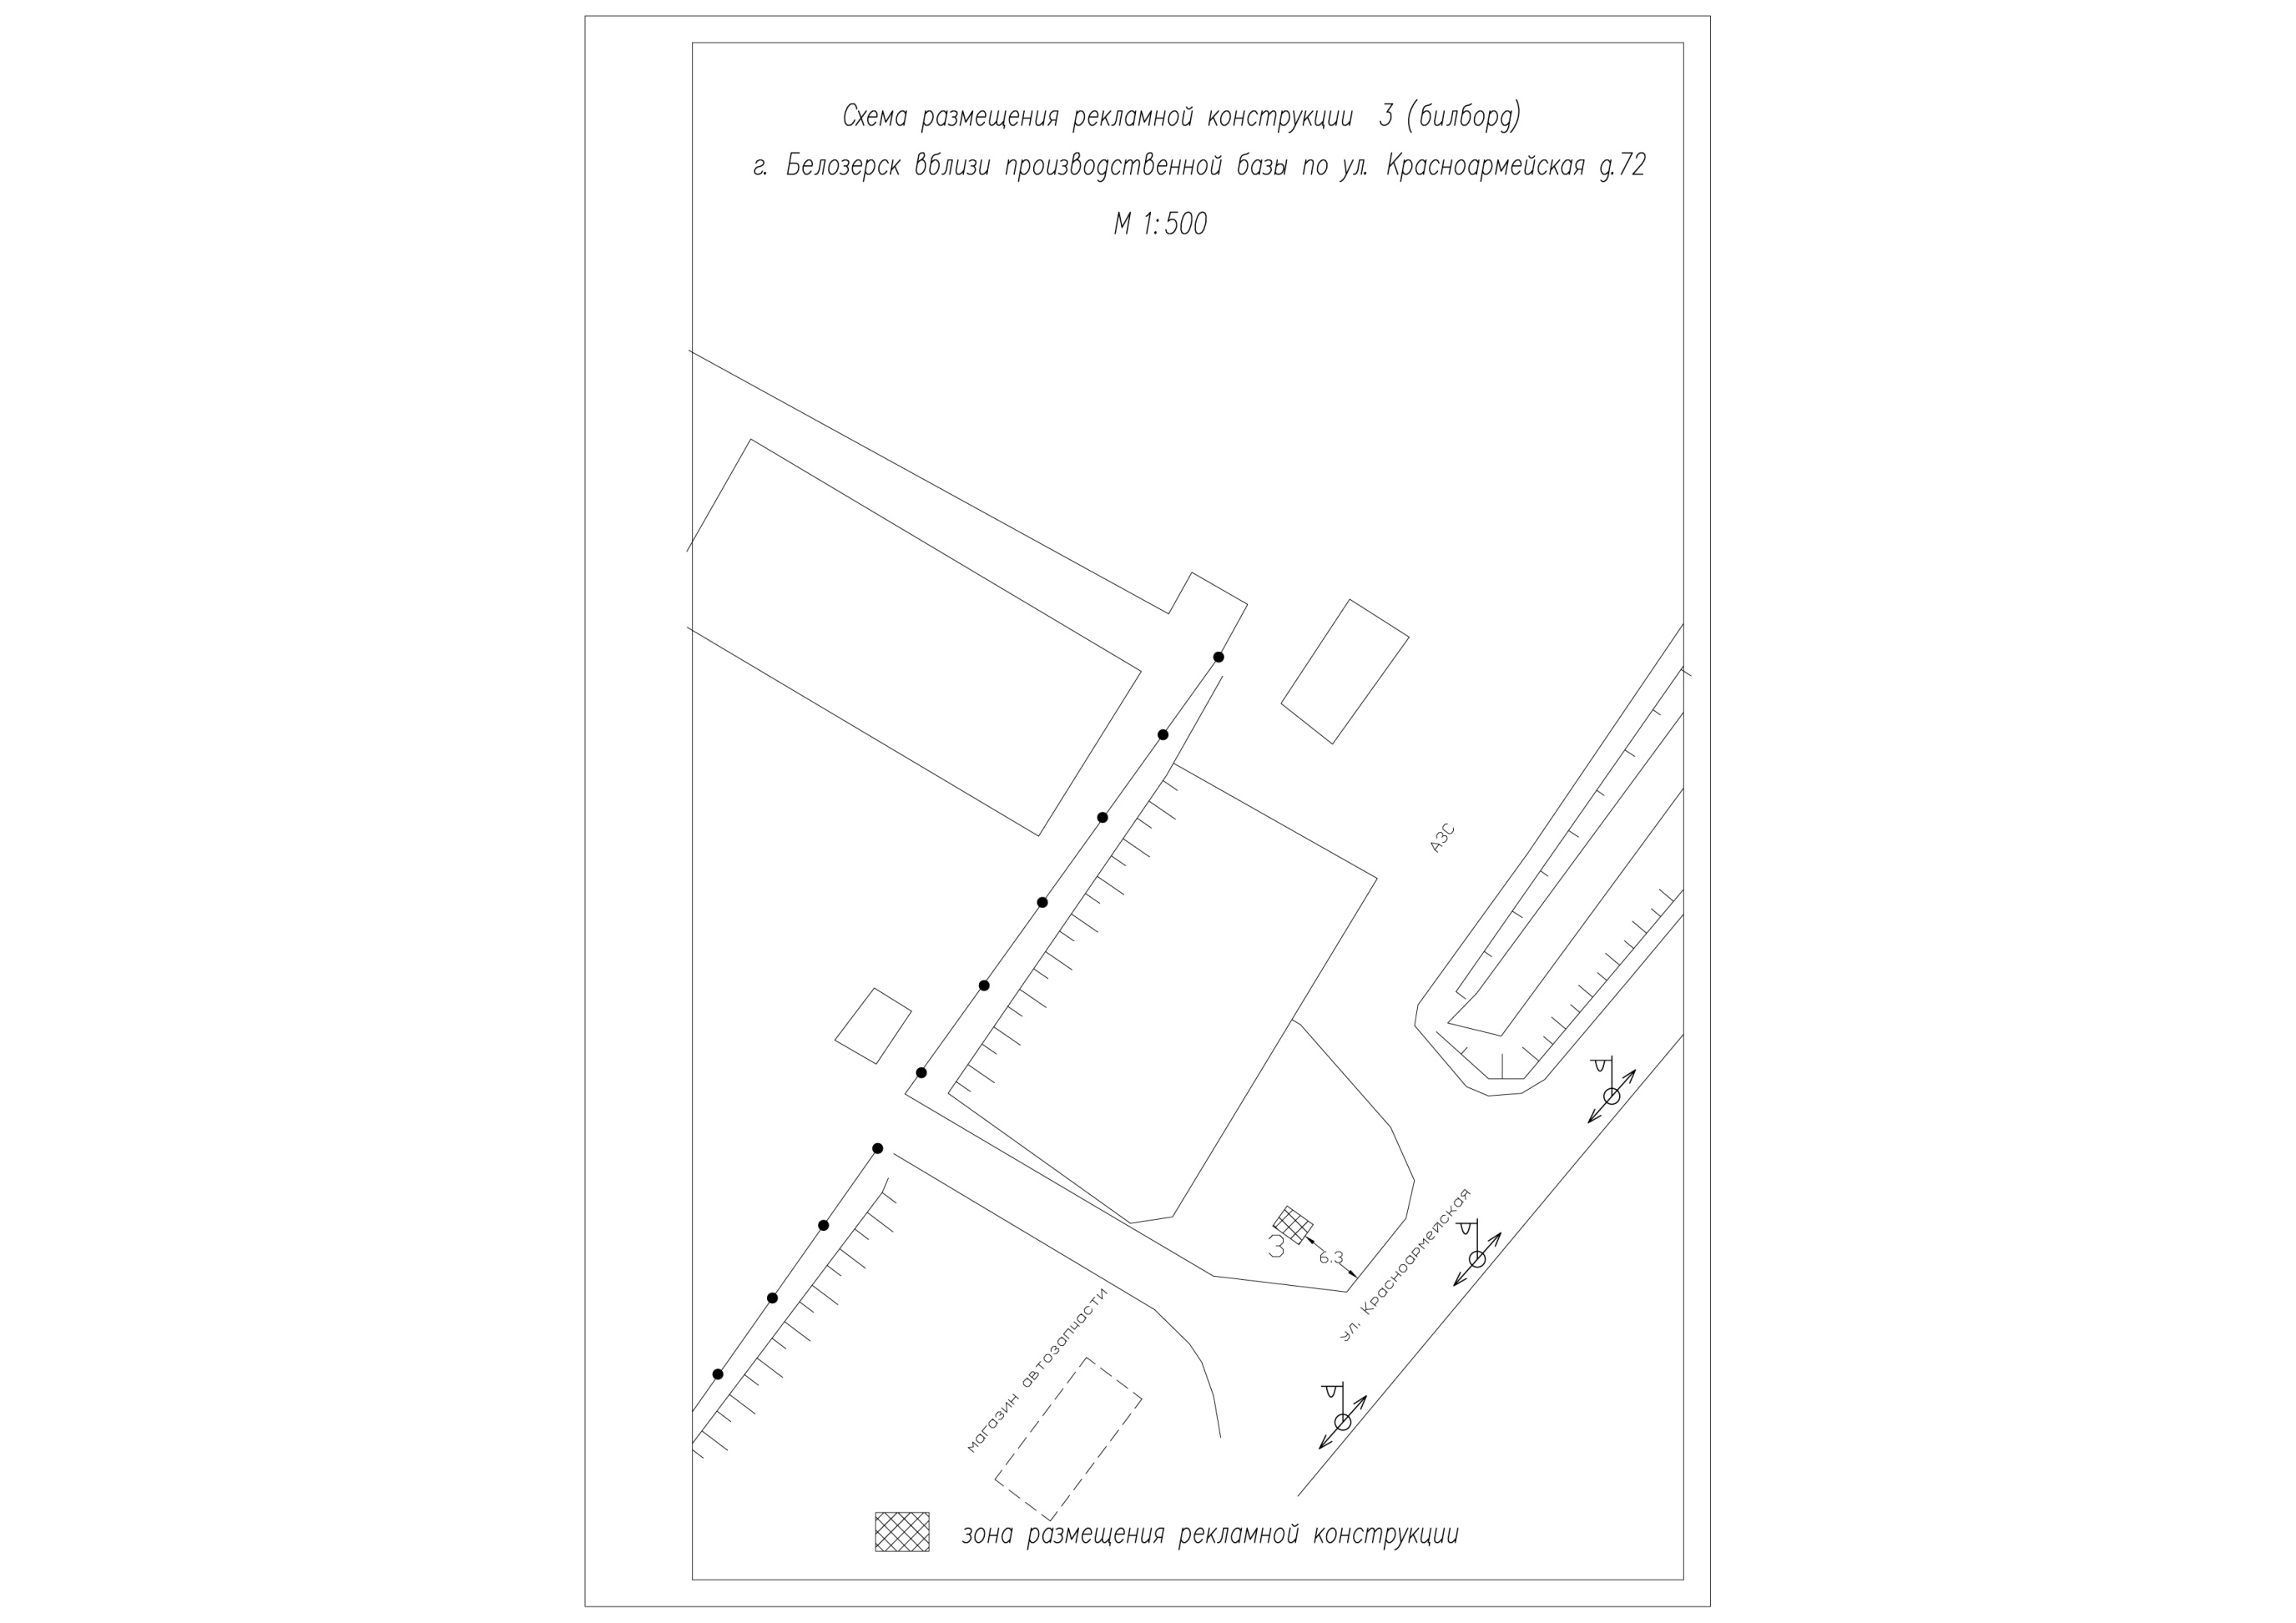 Схема размещения рекламной конструкции 3 (билборд)
г. Белозерск вблизи производственной базы по ул. Красноармейская д.72
М 1:500
АЗС
3
6.3
ул. Красноармейская
магазин автозапчасти
зона размещения рекламной конструкции